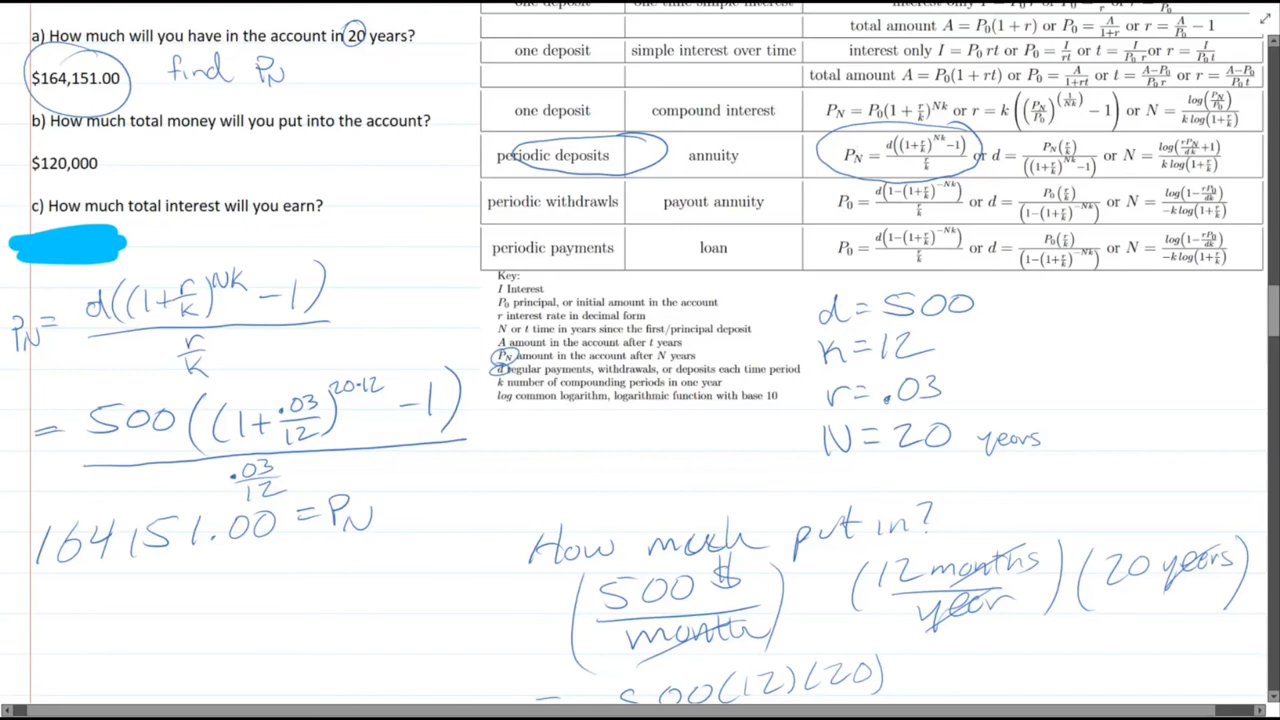 a) How much will you have in the account in 20 years?
$164,151.00 find P_N
b) How much total money will you put into the account?
$120,000
c) How much total interest will you earn?
P_N = d((1+r/k)^{Nk} - 1) / (r/k)
= 500((1+.03/12)^{20·12} - 1) / (.03/12)
164151.00 = P_N
total amount A = P_0(1 + r) or P_0 = A/(1+r) or r = A/P_0 − 1
one deposit simple interest over time interest only I = P_0 rt or P_0 = I/(rt) or t = I/(P_0 r) or r = I/(P_0 t)
total amount A = P_0(1 + rt) or P_0 = A/(1+rt) or t = (A−P_0)/(P_0 r) or r = (A−P_0)/(P_0 t)
one deposit compound interest P_N = P_0(1 + r/k)^{Nk} or r = k((P_N/P_0)^{(1/(Nk))} − 1) or N = log(P_N/P_0)/(k log(1+r/k))
periodic deposits annuity P_N = d((1+r/k)^{Nk}−1)/(r/k) or d = P_N(r/k)/((1+r/k)^{Nk}−1) or N = log(rP_N/(dk)+1)/(k log(1+r/k))
periodic withdrawls payout annuity P_0 = d(1−(1+r/k)^{−Nk})/(r/k) or d = P_0(r/k)/(1−(1+r/k)^{−Nk}) or N = log(1−rP_0/(dk))/(−k log(1+r/k))
periodic payments loan P_0 = d(1−(1+r/k)^{−Nk})/(r/k) or d = P_0(r/k)/(1−(1+r/k)^{−Nk}) or N = log(1−rP_0/(dk))/(−k log(1+r/k))
Key:
I Interest
P_0 principal, or initial amount in the account
r interest rate in decimal form
N or t time in years since the first/principal deposit
A amount in the account after t years
P_N amount in the account after N years
d regular payments, withdrawals, or deposits each time period
k number of compounding periods in one year
log common logarithm, logarithmic function with base 10
d = 500
k = 12
r = .03
N = 20 years
How much put in?
(500 $/month) (12 months/year) (20 years)
= 500(12)(20)